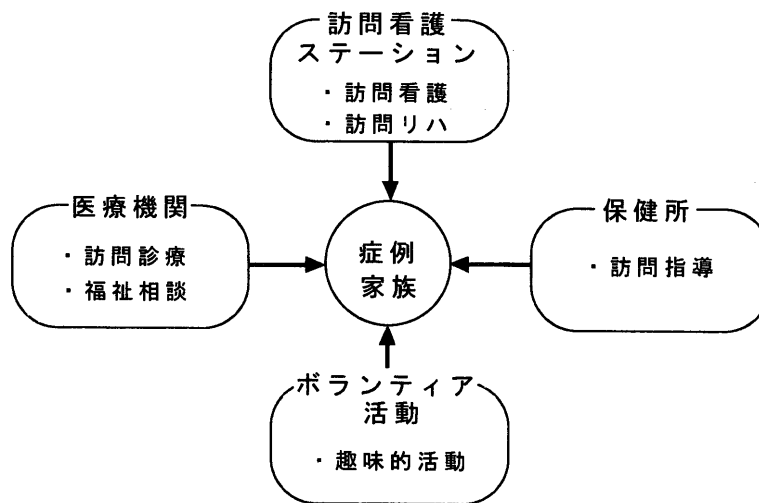 訪問看護
ステーション
・訪問看護
・訪問リハ
医療機関
・訪問診療
・福祉相談
症例
家族
保健所
・訪問指導
ボランティア
活動
・趣味的活動